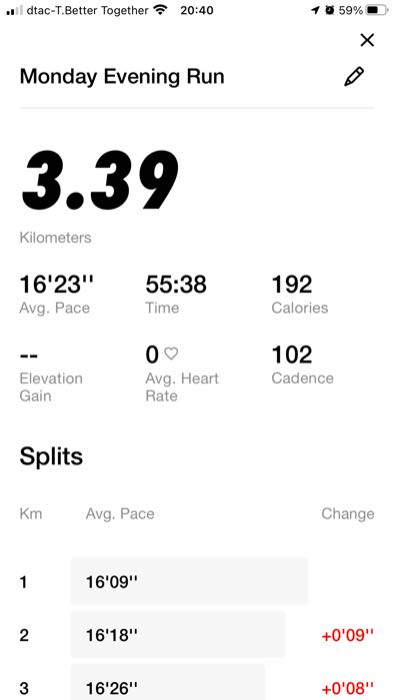 dtac-T.Better Together 20:40 59%
Monday Evening Run
3.39
Kilometers
16'23" 55:38 192
Avg. Pace Time Calories
-- 0 102
Elevation Gain Avg. Heart Rate Cadence
Splits
Km Avg. Pace Change
1 16'09"
2 16'18" +0'09"
3 16'26" +0'08"